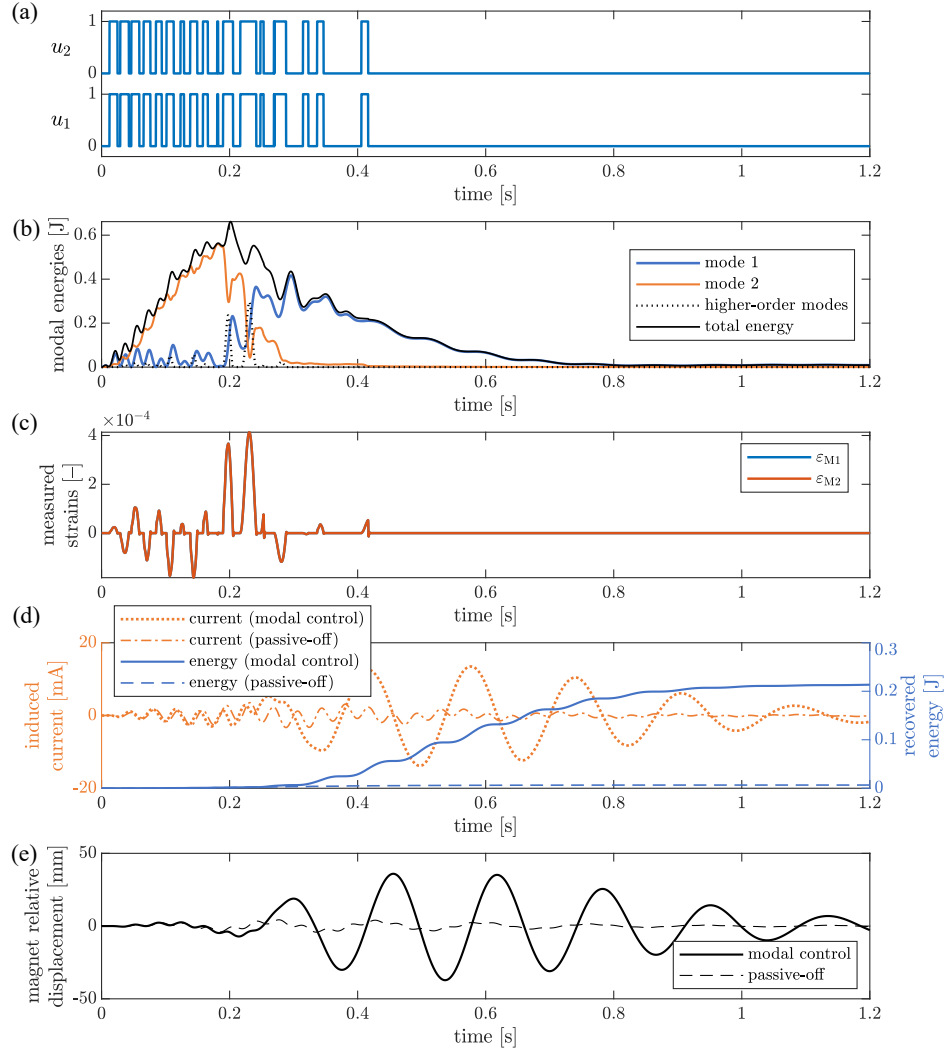 (a)
1
u₂
0
1
u₁
0
0 0.2 0.4 0.6 0.8 1 1.2
time [s]
(b)
modal energies [J]
0.6
0.4
0.2
0
mode 1
mode 2
higher-order modes
total energy
0 0.2 0.4 0.6 0.8 1 1.2
time [s]
(c)
×10⁻⁴
measured
strains [−]
4
0
ε_M1
ε_M2
0 0.2 0.4 0.6 0.8 1 1.2
time [s]
(d)
current (modal control)
current (passive-off)
energy (modal control)
energy (passive-off)
induced
current [mA]
20
0
-20
0.3
0.2
0.1
0
recovered
energy [J]
0 0.2 0.4 0.6 0.8 1 1.2
time [s]
(e)
magnet relative
displacement [mm]
50
0
-50
modal control
passive-off
0 0.2 0.4 0.6 0.8 1 1.2
time [s]